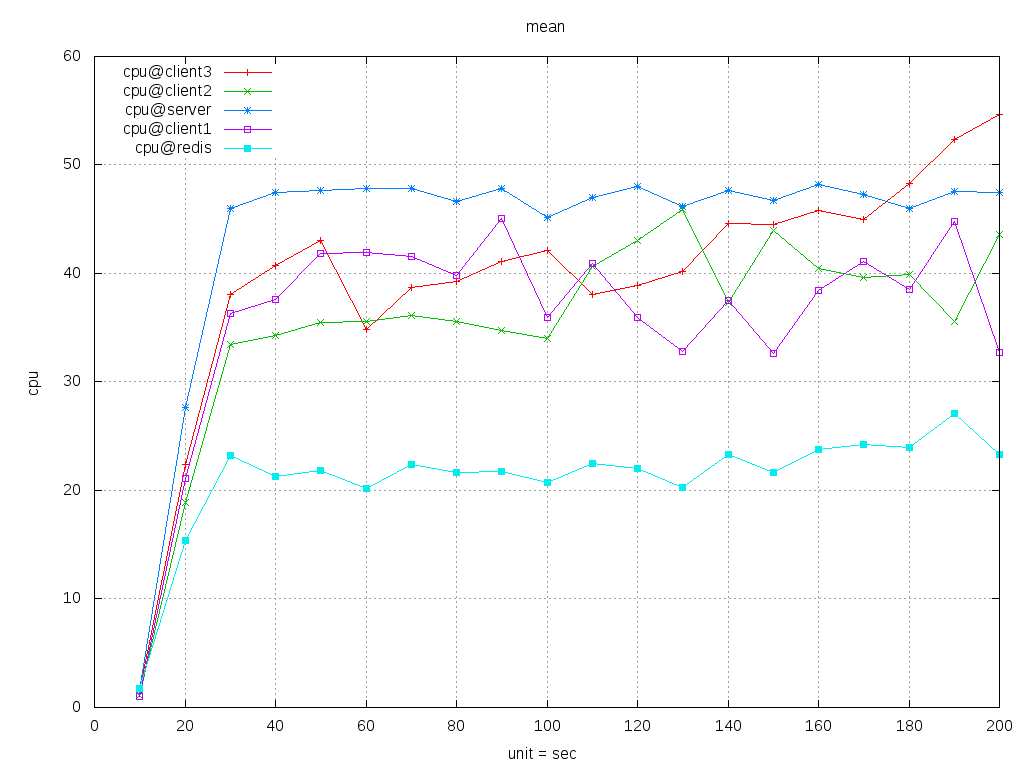 mean
60
50
40
30
20
10
0
cpu
cpu@client3
cpu@client2
cpu@server
cpu@client1
cpu@redis
0 20 40 60 80 100 120 140 160 180 200
unit = sec